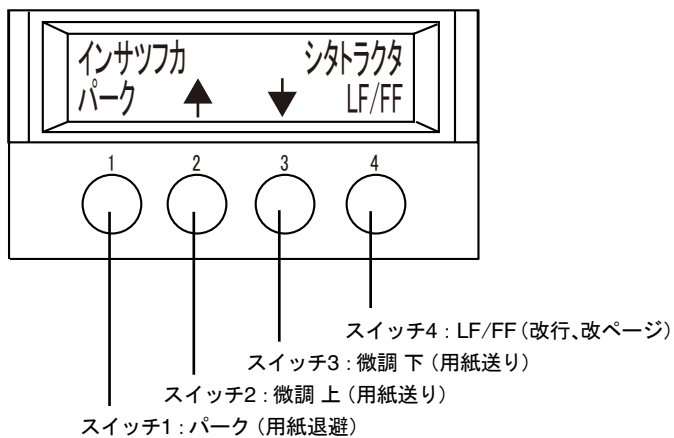 インサツフカ シタトラクタ
パーク ↑ ↓ LF/FF
1 2 3 4
スイッチ4 : LF/FF (改行、改ページ)
スイッチ3 : 微調 下 (用紙送り)
スイッチ2 : 微調 上 (用紙送り)
スイッチ1 : パーク (用紙退避)